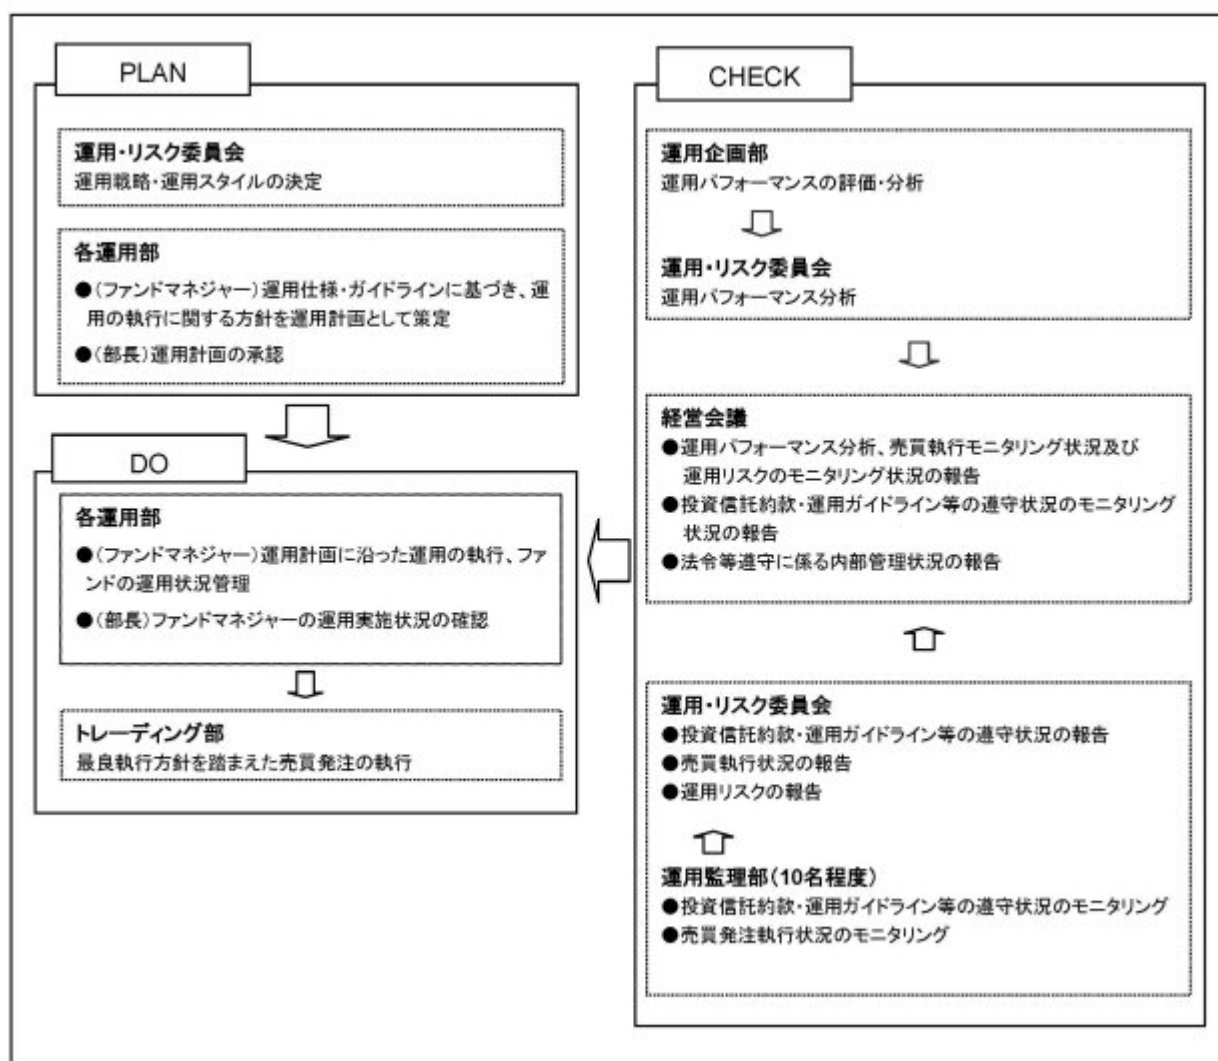 PLAN
運用・リスク委員会
運用戦略・運用スタイルの決定
各運用部
●(ファンドマネジャー)運用仕様・ガイドラインに基づき、運
用の執行に関する方針を運用計画として策定
●(部長)運用計画の承認
DO
各運用部
●(ファンドマネジャー)運用計画に沿った運用の執行、ファ
ンドの運用状況管理
●(部長)ファンドマネジャーの運用実施状況の確認
トレーディング部
最良執行方針を踏まえた売買発注の執行
CHECK
運用企画部
運用パフォーマンスの評価・分析
運用・リスク委員会
運用パフォーマンス分析
経営会議
●運用パフォーマンス分析、売買執行モニタリング状況及び
運用リスクのモニタリング状況の報告
●投資信託約款・運用ガイドライン等の遵守状況のモニタリング
状況の報告
●法令等遵守に係る内部管理状況の報告
運用・リスク委員会
●投資信託約款・運用ガイドライン等の遵守状況の報告
●売買執行状況の報告
●運用リスクの報告
運用監理部(10名程度)
●投資信託約款・運用ガイドライン等の遵守状況のモニタリング
●売買発注執行状況のモニタリング